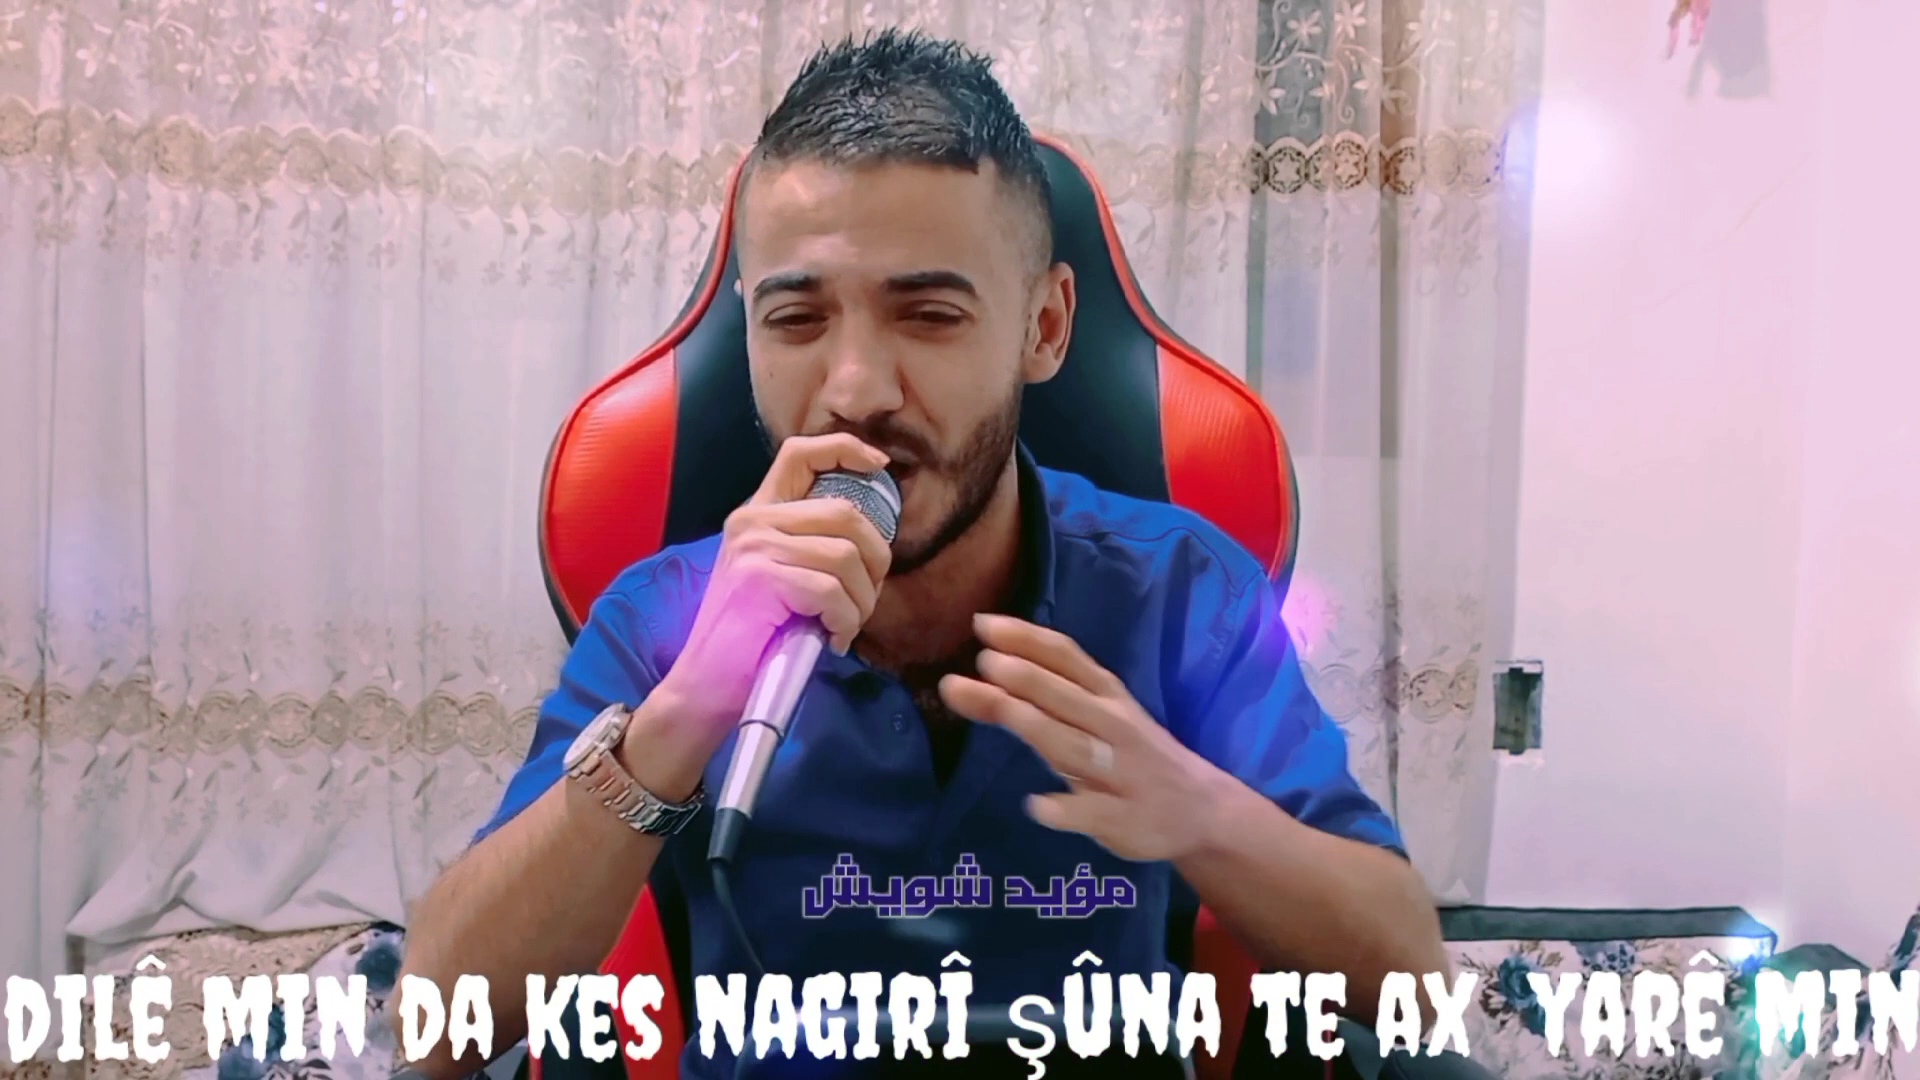 مؤيد شويش
DILÊ MIN DA KES NAGIRÎ ŞÛNA TE AX YARÊ MIN